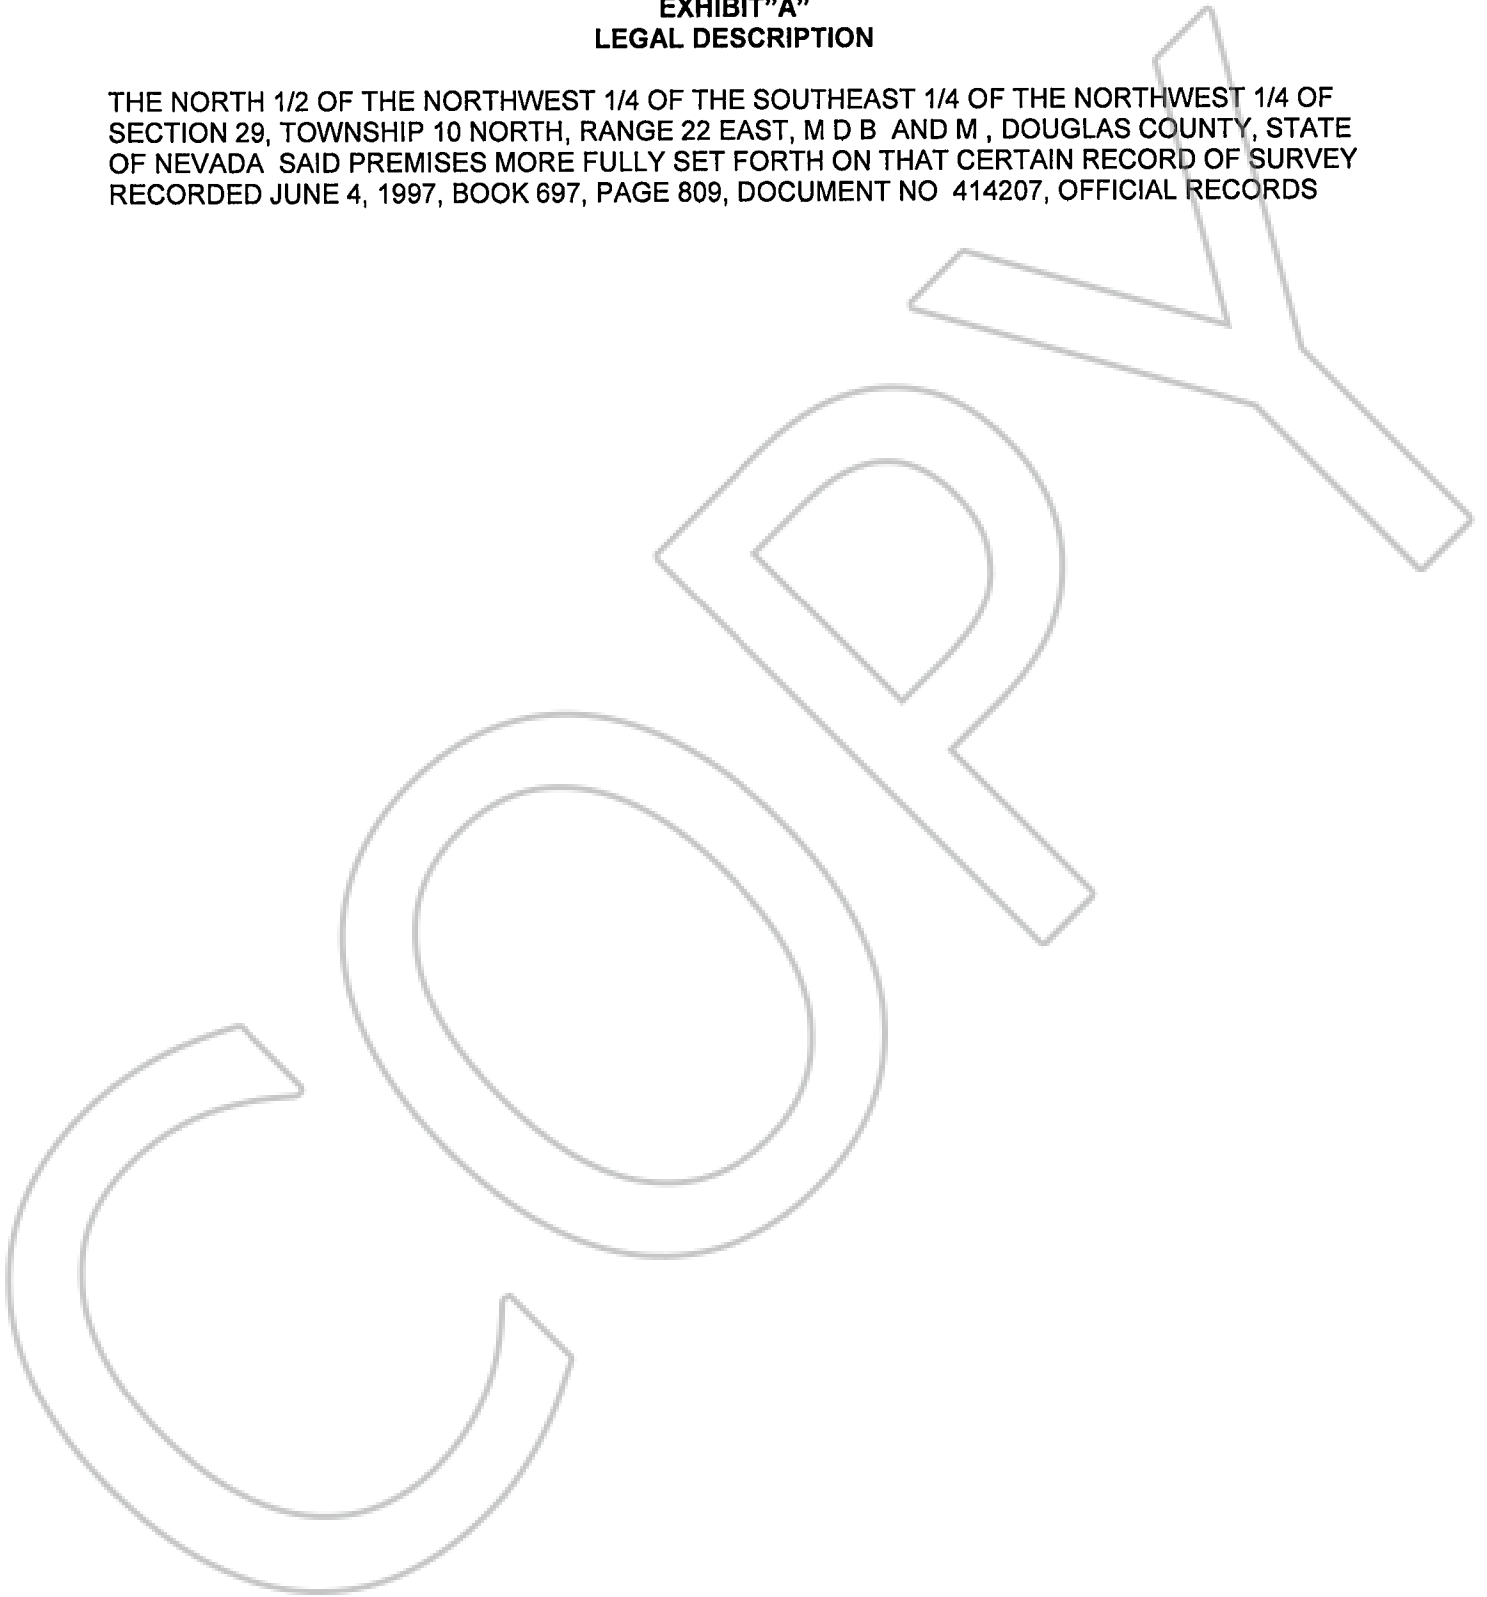 EXHIBIT"A"
LEGAL DESCRIPTION
THE NORTH 1/2 OF THE NORTHWEST 1/4 OF THE SOUTHEAST 1/4 OF THE NORTHWEST 1/4 OF
SECTION 29, TOWNSHIP 10 NORTH, RANGE 22 EAST, M D B  AND M , DOUGLAS COUNTY, STATE
OF NEVADA  SAID PREMISES MORE FULLY SET FORTH ON THAT CERTAIN RECORD OF SURVEY
RECORDED JUNE 4, 1997, BOOK 697, PAGE 809, DOCUMENT NO  414207, OFFICIAL RECORDS
COPY